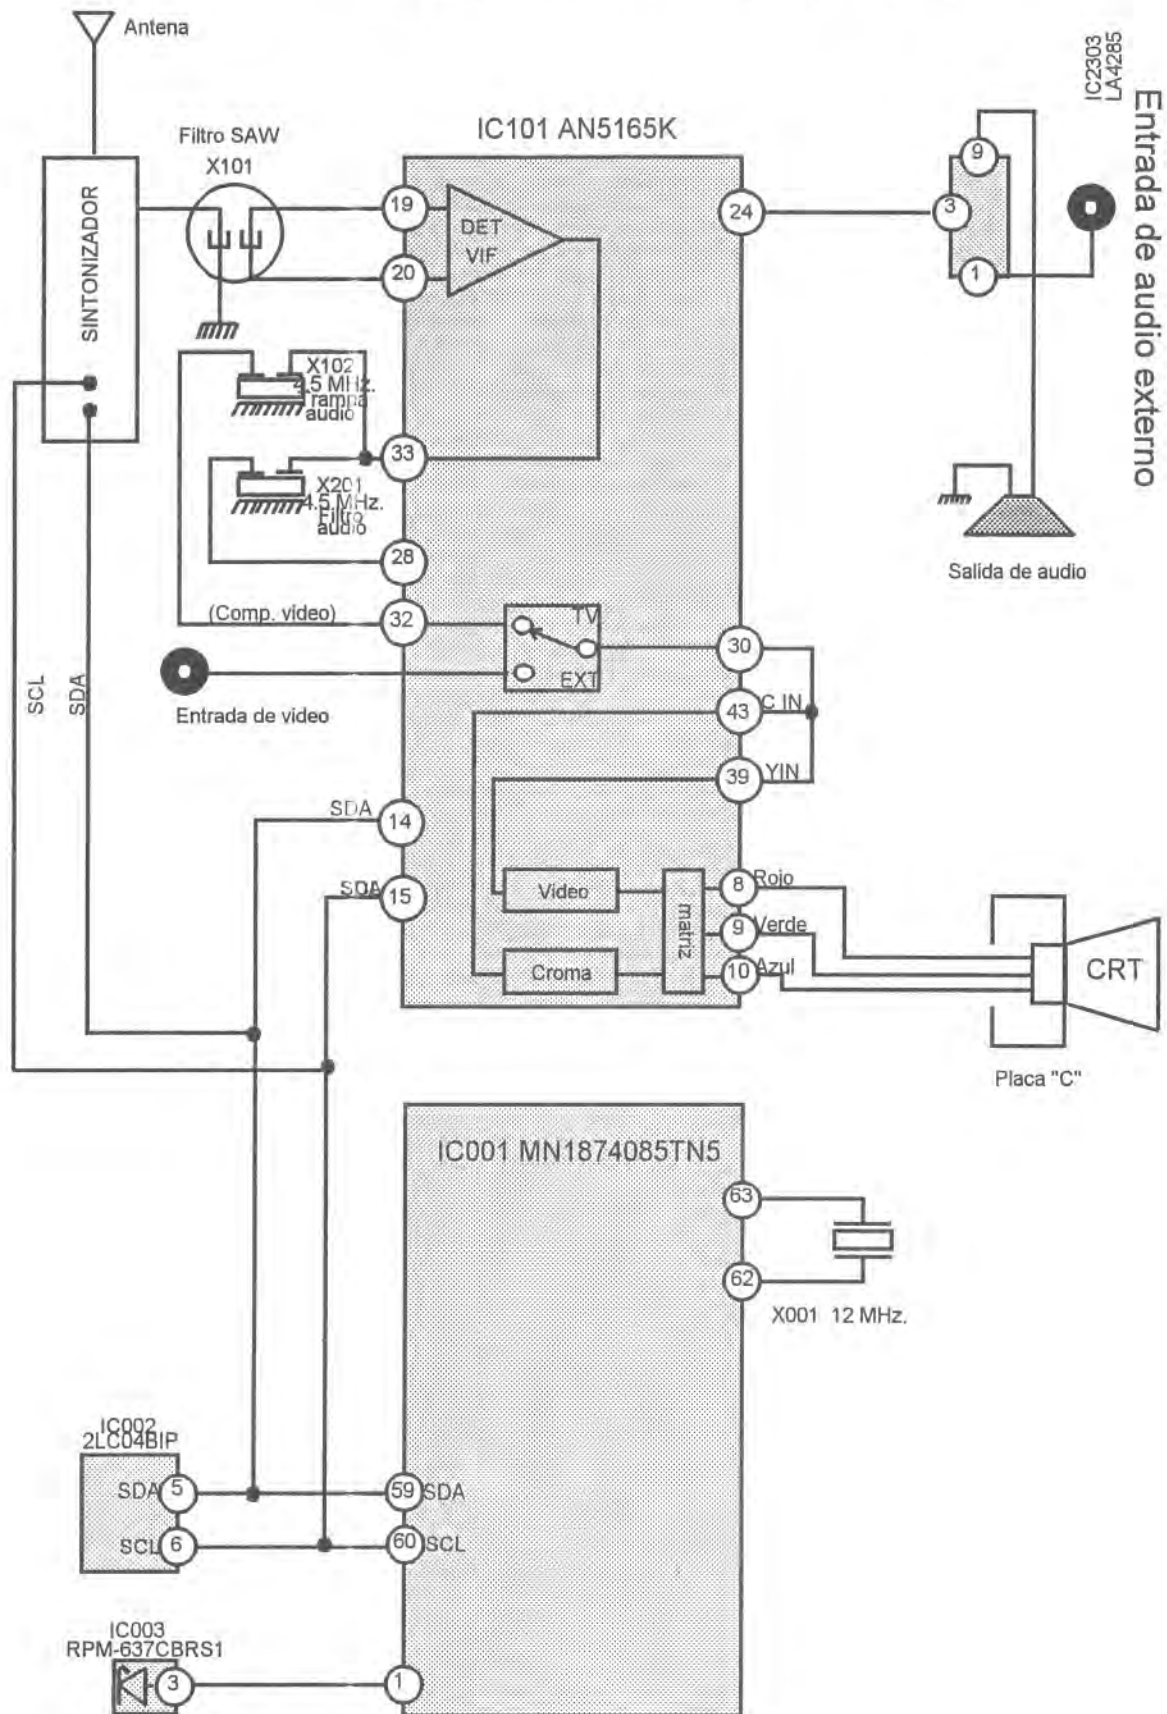 Antena
IC2303
LA4285
Entrada de audio externo
Filtro SAW
X101
IC101 AN5165K
SINTONIZADOR
19
DET
VIF
20
24
9
3
1
X102
4.5 MHz.
Trampa
audio
33
X201
4.5 MHz.
Filtro
audio
28
(Comp. video)
32
TV
EXT
30
Salida de audio
SCL
SDA
Entrada de video
43
C IN
39
YIN
SDA
14
15
Video
Croma
matriz
8
Rojo
9
Verde
10
Azul
CRT
Placa "C"
IC001 MN1874085TN5
63
62
X001 12 MHz.
IC002
2LC04BIP
SDA
5
59
SDA
SCL
6
60
SCL
IC003
RPM-637CBRS1
3
1